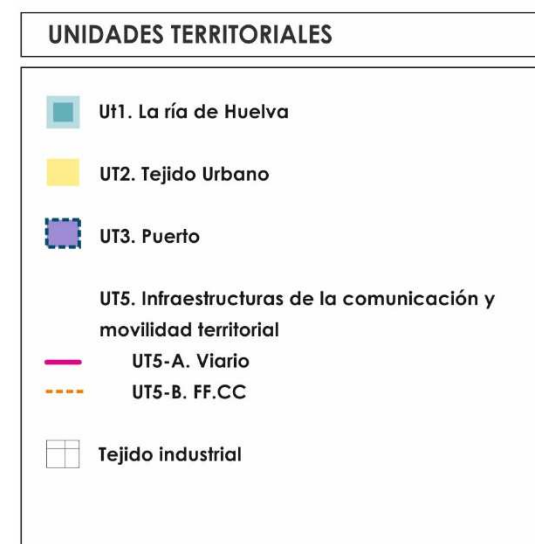 UNIDADES TERRITORIALES
Ut1. La ría de Huelva
UT2. Tejido Urbano
UT3. Puerto
UT5. Infraestructuras de la comunicación y
movilidad territorial
UT5-A. Viario
UT5-B. FF.CC
Tejido industrial